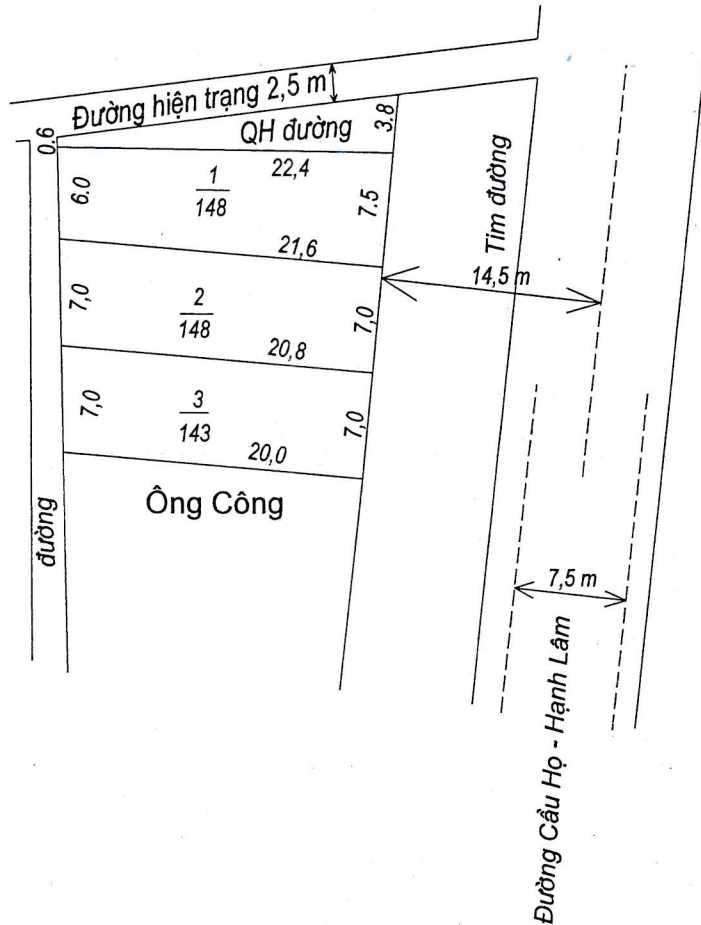 Đường hiện trạng 2,5 m
0.6
QH đường
3.8
22,4
6.0
1
148
7.5
Tim đường
21,6
14,5 m
7,0
2
148
7,0
20,8
7,0
3
143
7,0
20,0
Ông Công
đường
7,5 m
Đường Cầu Họ - Hạnh Lâm